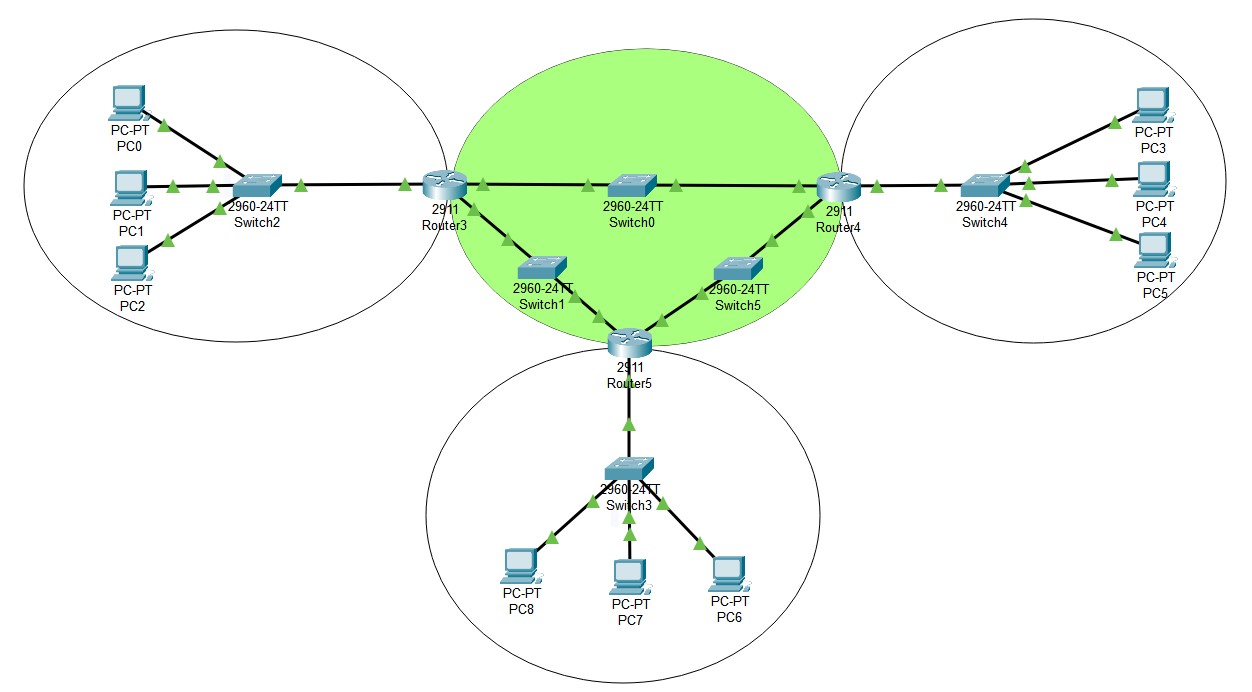 PC-PT
PC0
PC-PT
PC1
PC-PT
PC2
2960-24TT
Switch2
2911
Router3
2960-24TT
Switch0
2911
Router4
2960-24TT
Switch4
PC-PT
PC3
PC-PT
PC4
PC-PT
PC5
2960-24TT
Switch1
2960-24TT
Switch5
2911
Router5
2960-24TT
Switch3
PC-PT
PC8
PC-PT
PC7
PC-PT
PC6